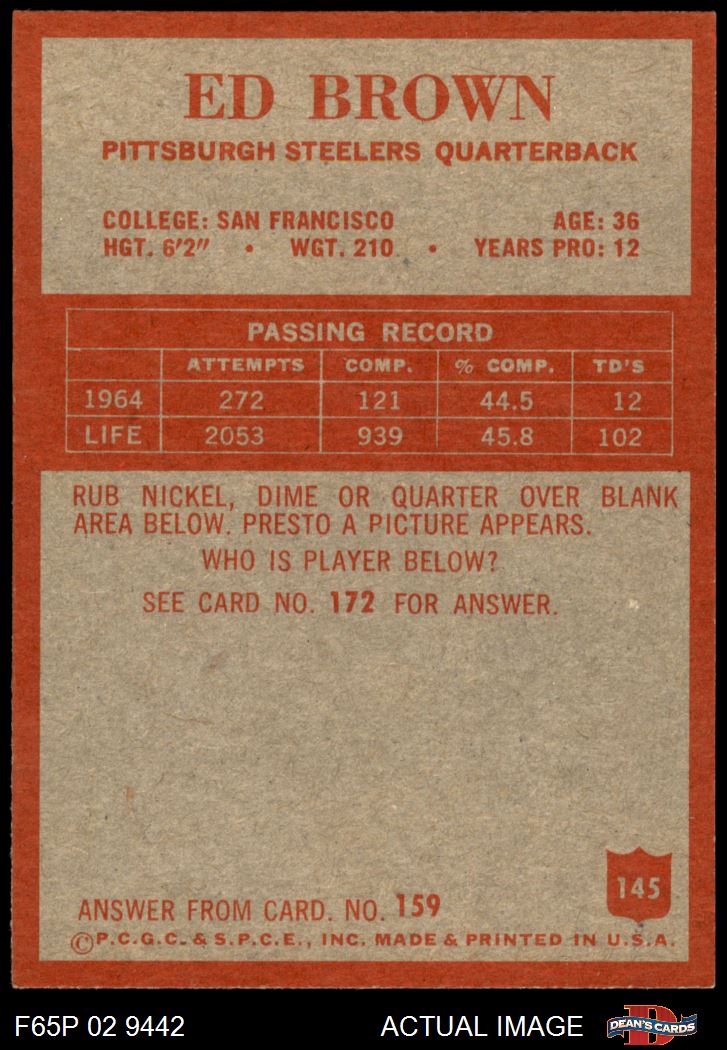 ED BROWN
PITTSBURGH STEELERS QUARTERBACK
COLLEGE: SAN FRANCISCO AGE: 36
HGT. 6'2" • WGT. 210 • YEARS PRO: 12
PASSING RECORD
ATTEMPTS COMP. % COMP. TD'S
1964 272 121 44.5 12
LIFE 2053 939 45.8 102
RUB NICKEL, DIME OR QUARTER OVER BLANK
AREA BELOW. PRESTO A PICTURE APPEARS.
WHO IS PLAYER BELOW?
SEE CARD NO. 172 FOR ANSWER.
145
ANSWER FROM CARD. NO. 159
©P.C.G.C. & S.P.C.E., INC. MADE & PRINTED IN U.S.A.
F65P 02 9442 ACTUAL IMAGE D DEAN'S CARDS